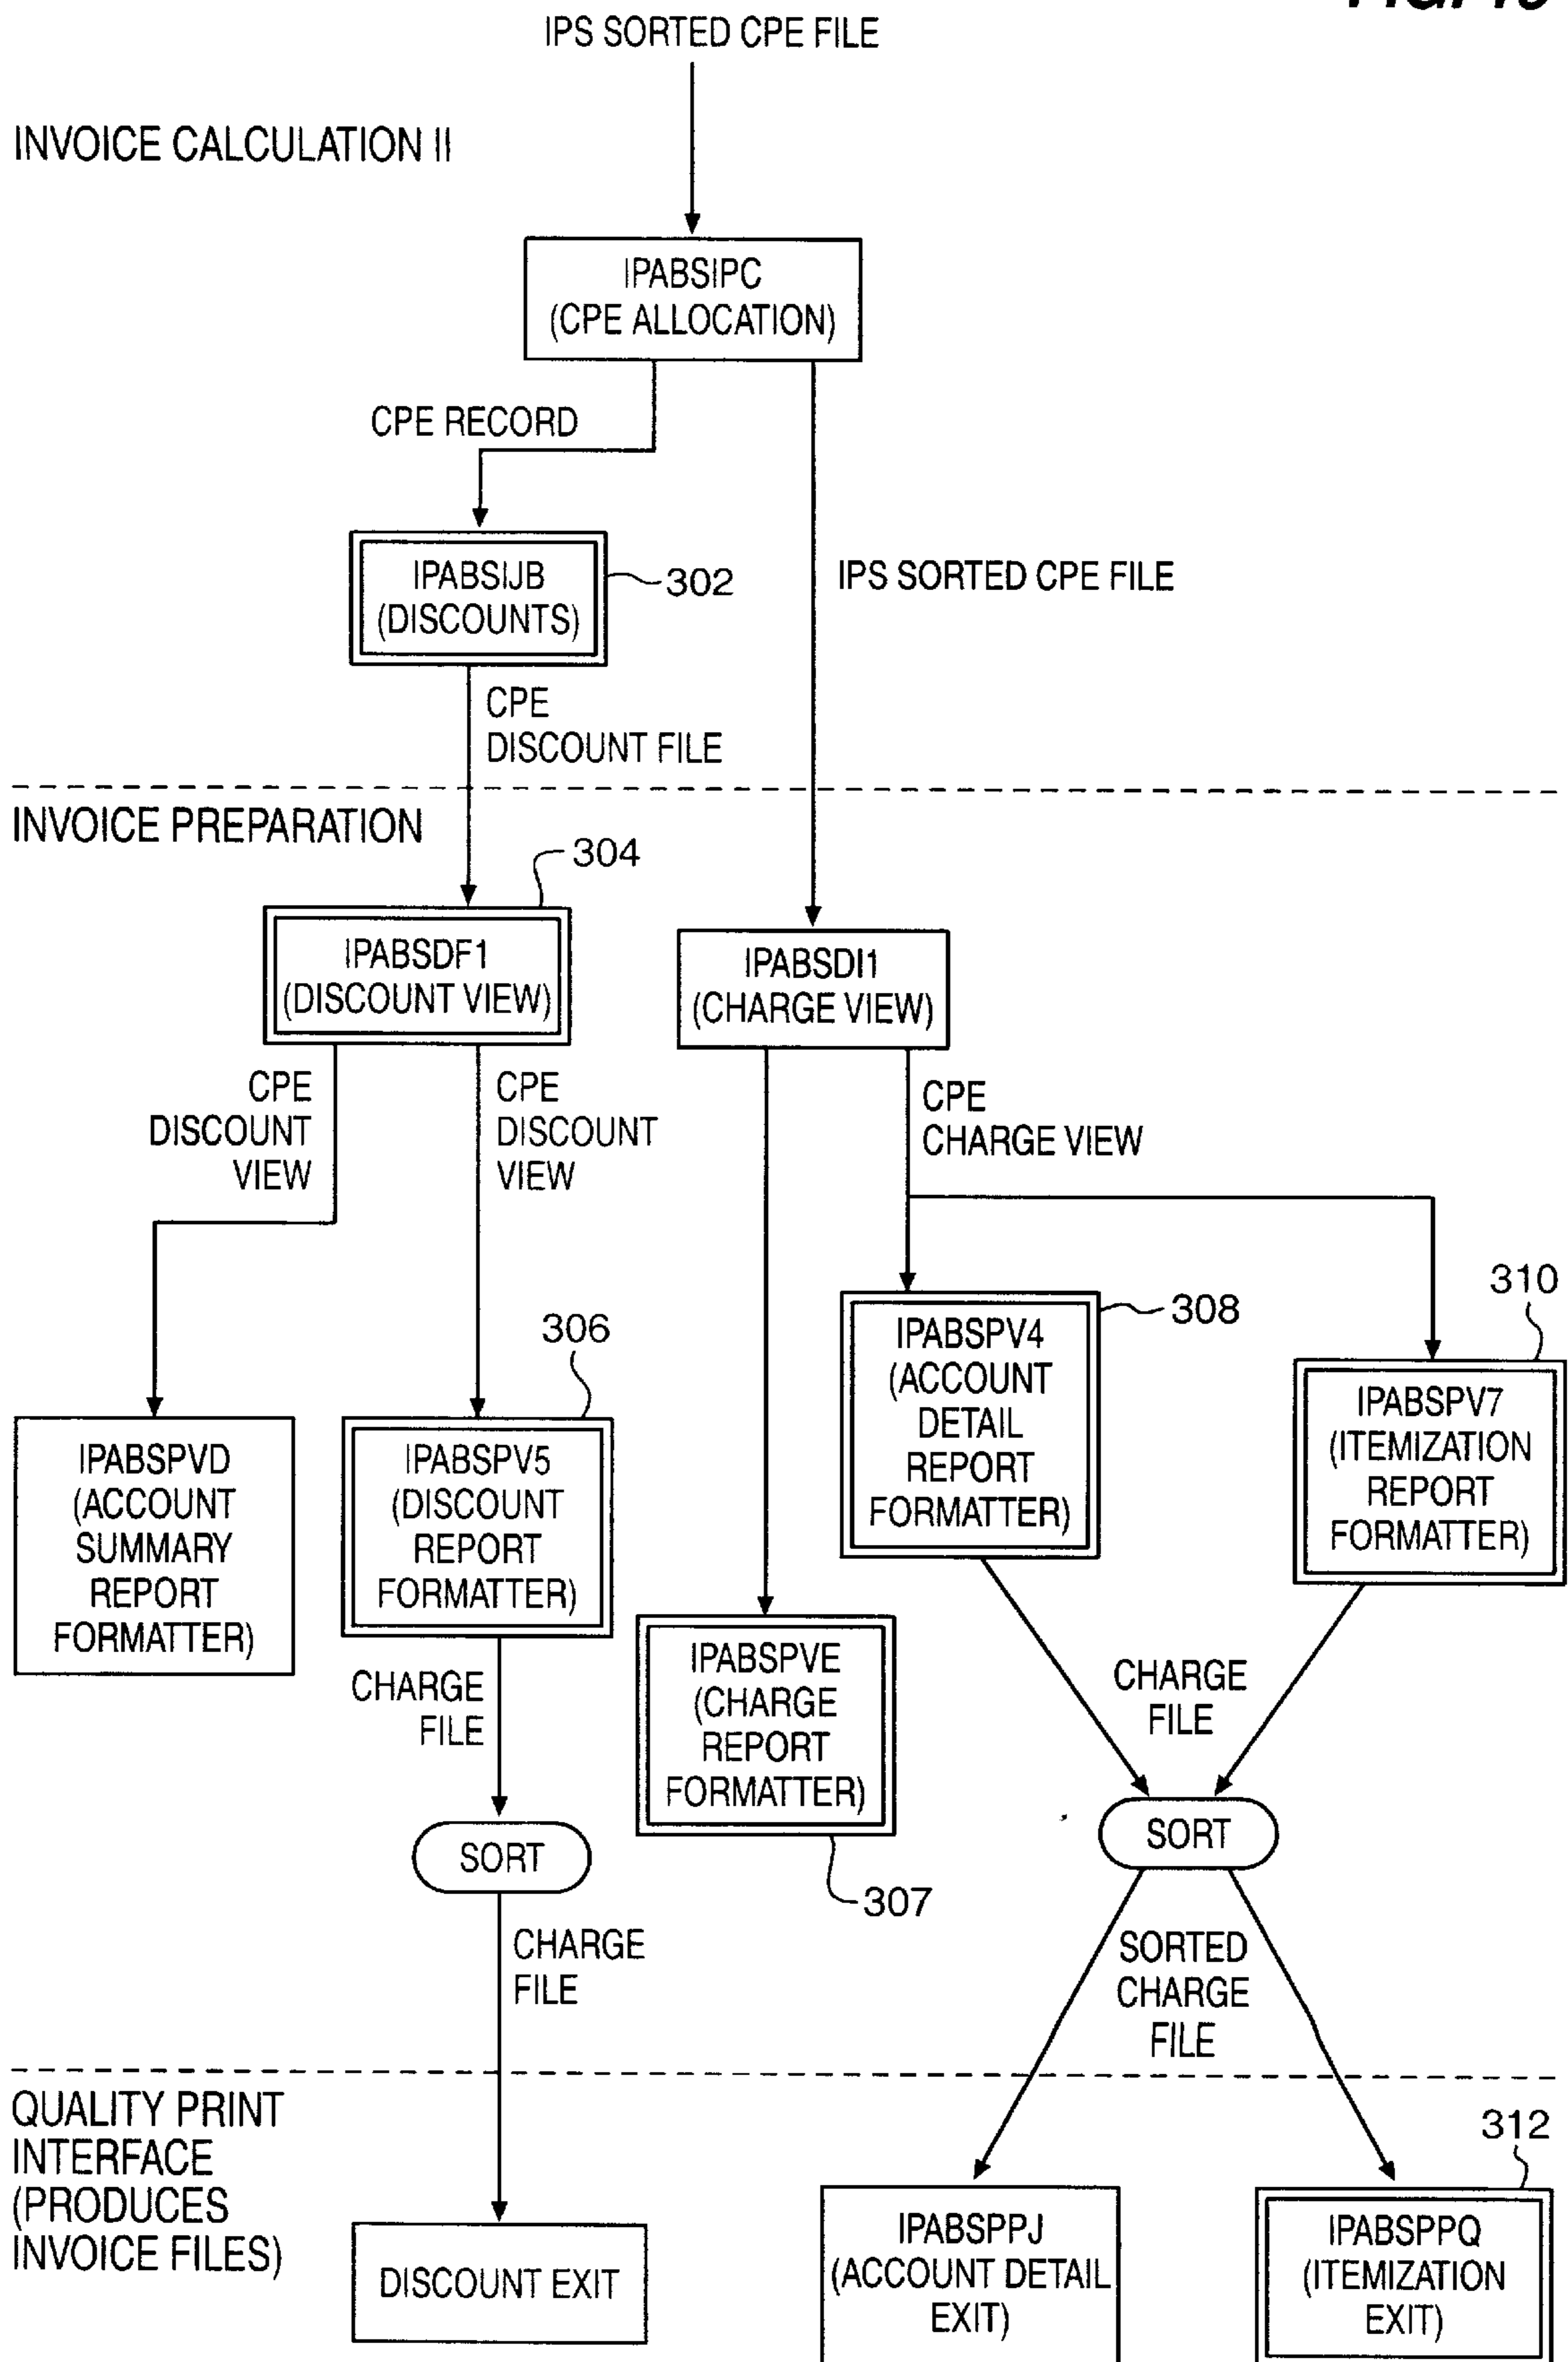 IPS SORTED CPE FILE
INVOICE CALCULATION II
IPABSIPC
(CPE ALLOCATION)
CPE RECORD
IPABSIJB
(DISCOUNTS)
302
IPS SORTED CPE FILE
CPE
DISCOUNT FILE
INVOICE PREPARATION
304
IPABSDF1
(DISCOUNT VIEW)
IPABSDI1
(CHARGE VIEW)
CPE
DISCOUNT
VIEW
CPE
DISCOUNT
VIEW
CPE
CHARGE VIEW
306
308
310
IPABSPVD
(ACCOUNT
SUMMARY
REPORT
FORMATTER)
IPABSPV5
(DISCOUNT
REPORT
FORMATTER)
IPABSPV4
(ACCOUNT
DETAIL
REPORT
FORMATTER)
IPABSPV7
(ITEMIZATION
REPORT
FORMATTER)
CHARGE
FILE
IPABSPVE
(CHARGE
REPORT
FORMATTER)
307
CHARGE
FILE
SORT
SORT
CHARGE
FILE
SORTED
CHARGE
FILE
QUALITY PRINT
INTERFACE
(PRODUCES
INVOICE FILES)
DISCOUNT EXIT
IPABSPPJ
(ACCOUNT DETAIL
EXIT)
312
IPABSPPQ
(ITEMIZATION
EXIT)